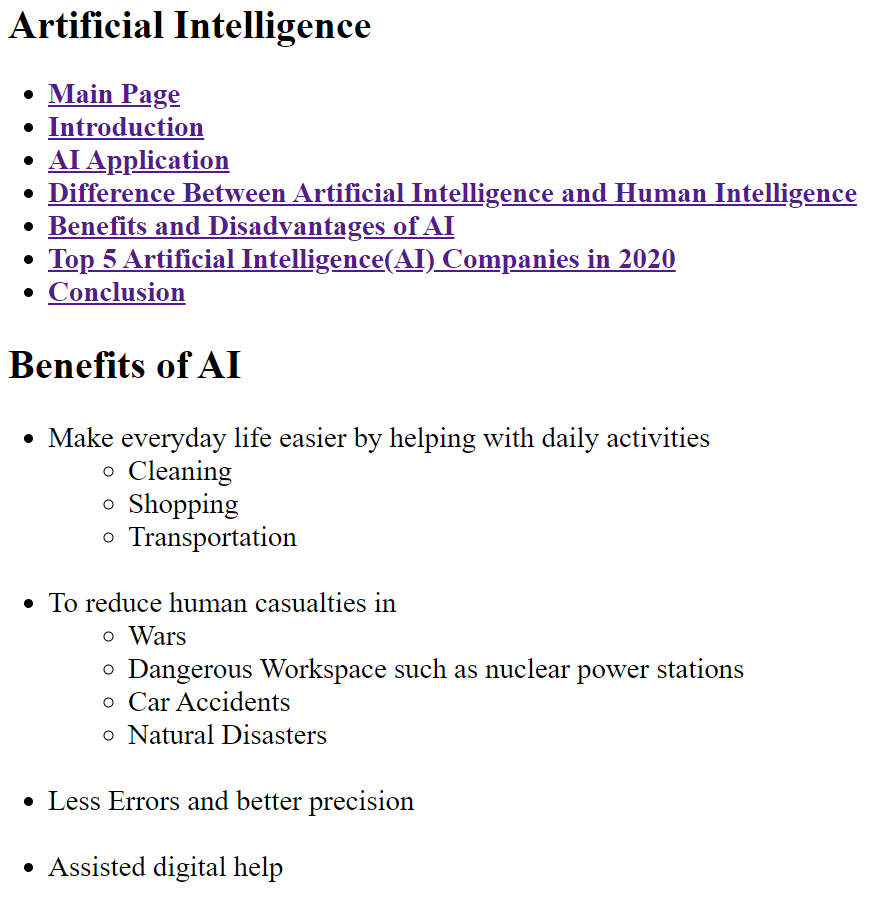 Artificial Intelligence
Main Page
Introduction
AI Application
Difference Between Artificial Intelligence and Human Intelligence
Benefits and Disadvantages of AI
Top 5 Artificial Intelligence(AI) Companies in 2020
Conclusion
Benefits of AI
Make everyday life easier by helping with daily activities
Cleaning
Shopping
Transportation
To reduce human casualties in
Wars
Dangerous Workspace such as nuclear power stations
Car Accidents
Natural Disasters
Less Errors and better precision
Assisted digital help